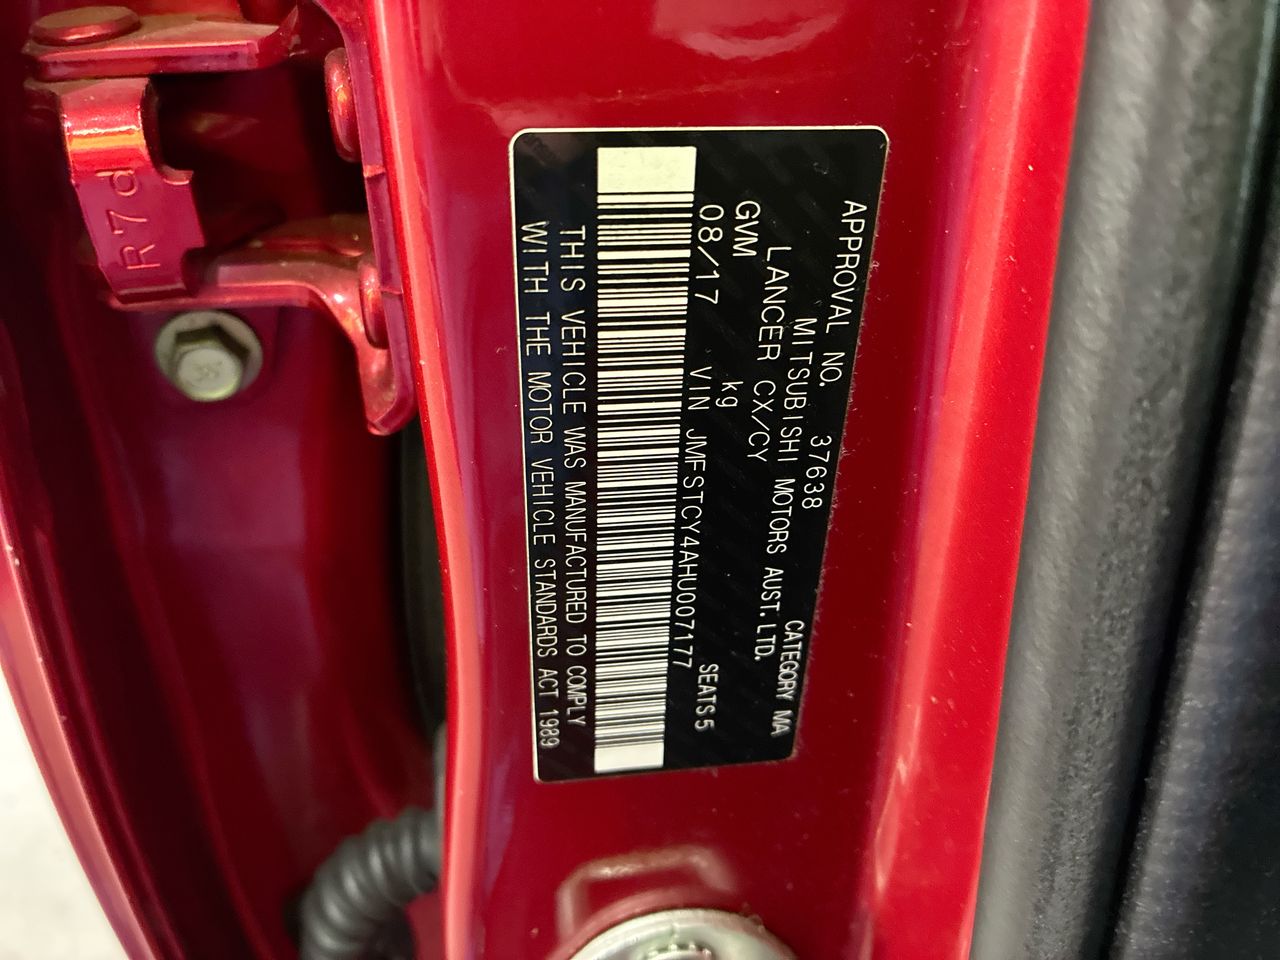 APPROVAL NO. 37638 CATEGORY MA
MITSUBISHI MOTORS AUST. LTD.
LANCER CX/CY
GVM kg SEATS 5
08/17 VIN JMFSTCY4AHU007177
THIS VEHICLE WAS MANUFACTURED TO COMPLY
WITH THE MOTOR VEHICLE STANDARDS ACT 1989
R7d